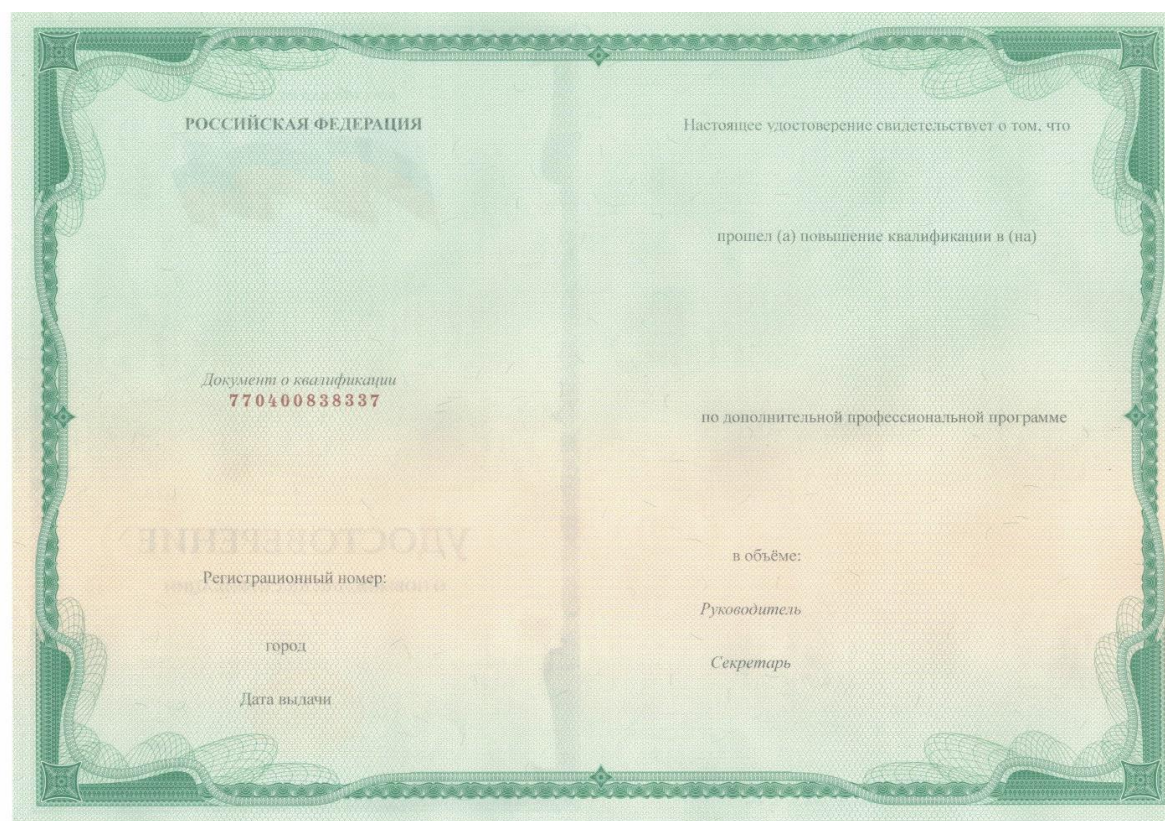 РОССИЙСКАЯ ФЕДЕРАЦИЯ
Документ о квалификации
770400838337
УДОСТОВЕРЕНИЕ
Регистрационный номер:
город
Дата выдачи
Настоящее удостоверение свидетельствует о том, что
прошел (а) повышение квалификации в (на)
по дополнительной профессиональной программе
в объёме:
Руководитель
Секретарь